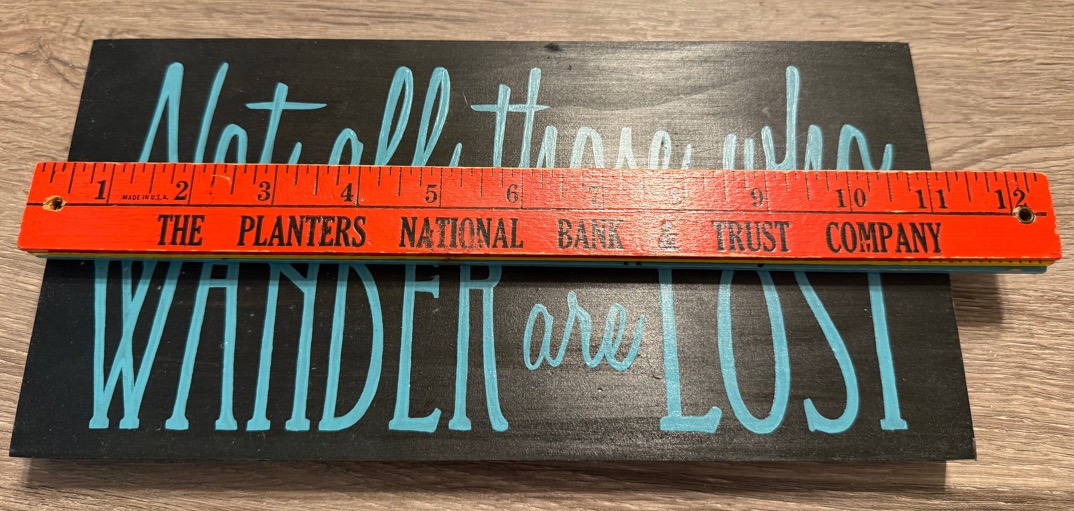 Not all those who
1 2 3 4 5 6 7 8 9 10 11 12
MADE IN U.S.A.
THE PLANTERS NATIONAL BANK & TRUST COMPANY
WANDER are LOST